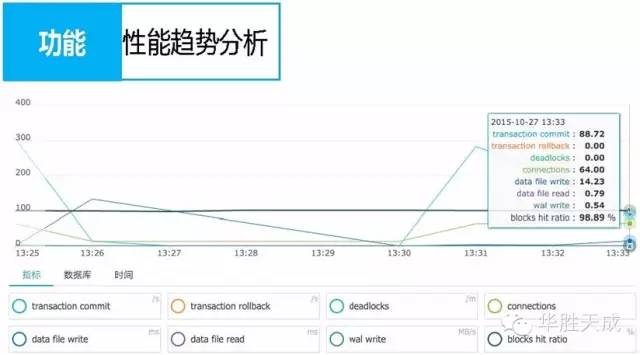 功能 性能趋势分析
400
300
200
100
0
2015-10-27 13:33
transaction commit : 88.72
transaction rollback : 0.00
deadlocks : 0.00
connections : 64.00
data file write : 14.23
data file read : 0.79
wal write : 0.54
blocks hit ratio : 98.89 %
13:25 13:26 13:27 13:28 13:29 13:30 13:31 13:32 13:33
指标 数据库 时间
transaction commit /s transaction rollback /s deadlocks /m connections
data file write ms data file read ms wal write MB/s blocks hit ratio %
华胜天成